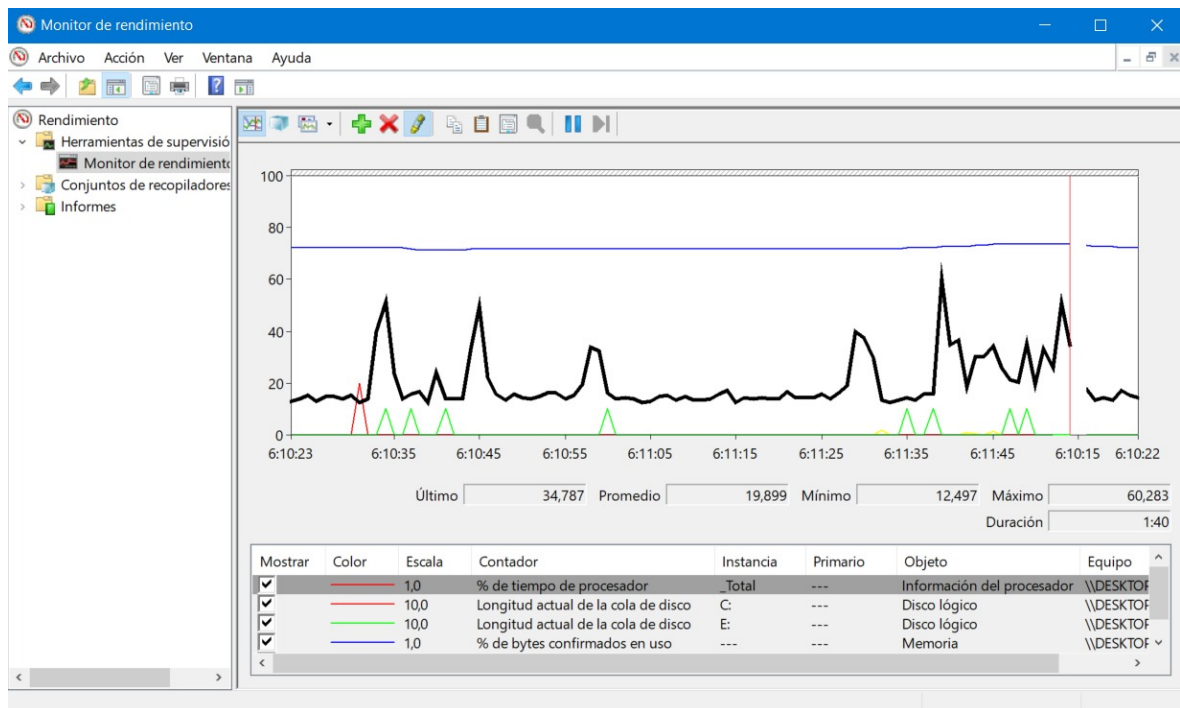 Monitor de rendimiento
Archivo Acción Ver Ventana Ayuda
Rendimiento
Herramientas de supervisió
Monitor de rendimiento
Conjuntos de recopiladores
Informes
100
80
60
40
20
0
6:10:23 6:10:35 6:10:45 6:10:55 6:11:05 6:11:15 6:11:25 6:11:35 6:11:45 6:10:15 6:10:22
Último 34,787 Promedio 19,899 Mínimo 12,497 Máximo 60,283
Duración 1:40
Mostrar Color Escala Contador Instancia Primario Objeto Equipo
1,0 % de tiempo de procesador _Total --- Información del procesador \\DESKTOP
10,0 Longitud actual de la cola de disco C: --- Disco lógico \\DESKTOP
10,0 Longitud actual de la cola de disco E: --- Disco lógico \\DESKTOP
1,0 % de bytes confirmados en uso --- --- Memoria \\DESKTOP